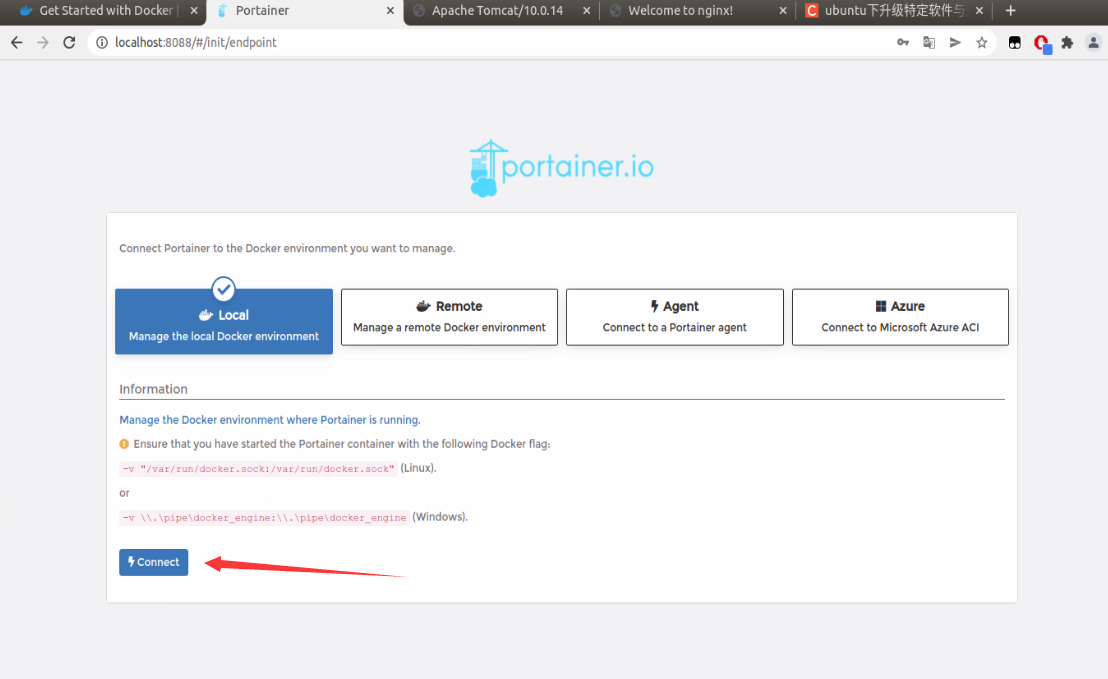 Get Started with Docker
Portainer
Apache Tomcat/10.0.14
Welcome to nginx!
C ubuntu下升级特定软件与
localhost:8088/#/init/endpoint
portainer.io
Connect Portainer to the Docker environment you want to manage.
Local
Manage the local Docker environment
Remote
Manage a remote Docker environment
Agent
Connect to a Portainer agent
Azure
Connect to Microsoft Azure ACI
Information
Manage the Docker environment where Portainer is running.
Ensure that you have started the Portainer container with the following Docker flag:
-v "/var/run/docker.sock:/var/run/docker.sock" (Linux).
or
-v \\.\pipe\docker_engine:\\.\pipe\docker_engine (Windows).
Connect